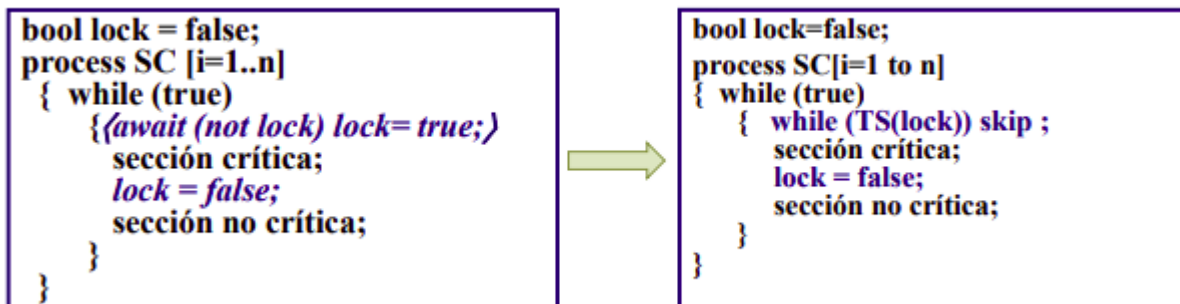 bool lock = false;
process SC [i=1..n]
{ while (true)
{⟨await (not lock) lock= true;⟩
sección crítica;
lock = false;
sección no crítica;
}
}
bool lock=false;
process SC[i=1 to n]
{ while (true)
{ while (TS(lock)) skip ;
sección crítica;
lock = false;
sección no crítica;
}
}